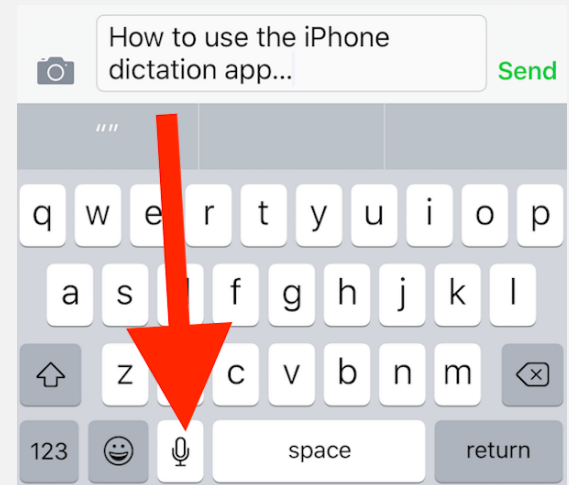 How to use the iPhone
dictation app...
Send
""
q w e r t y u i o p
a s f g h j k l
z c v b n m
123 space return